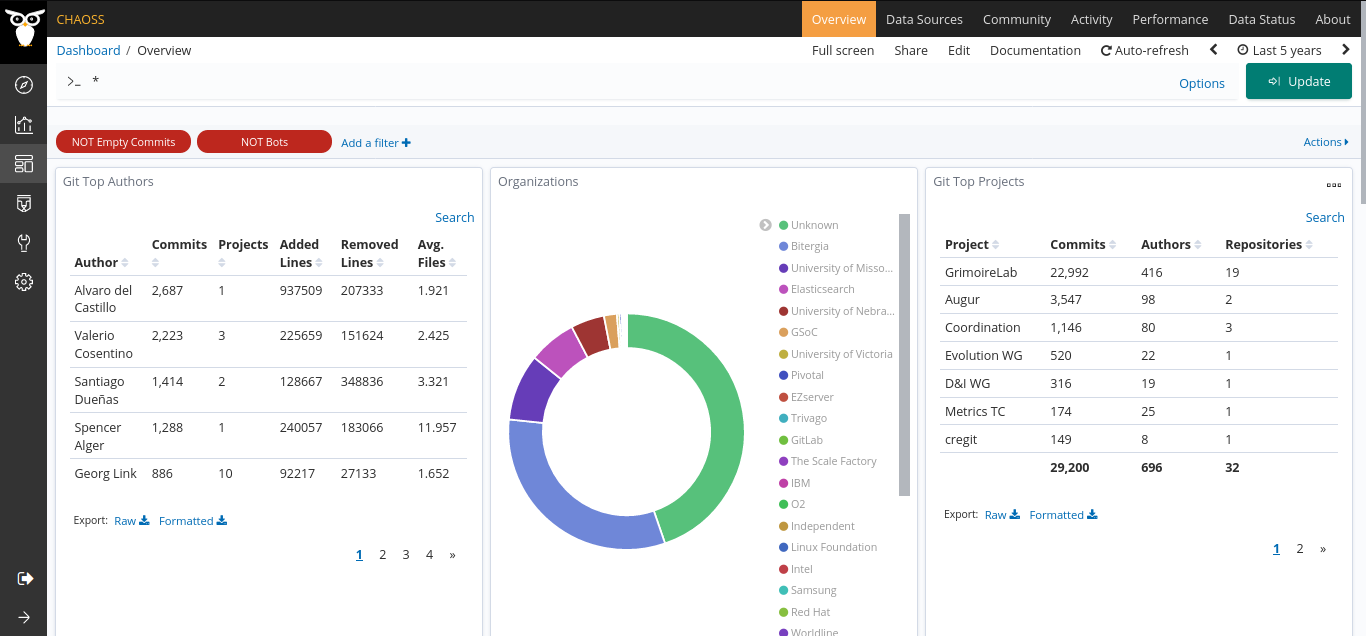 CHAOSS
Overview Data Sources Community Activity Performance Data Status About
Dashboard / Overview
Full screen Share Edit Documentation Auto-refresh Last 5 years
>_ *
Options
Update
NOT Empty Commits NOT Bots Add a filter
Actions
Git Top Authors
Search
Author Commits Projects Added Lines Removed Lines Avg. Files
Alvaro del 2,687 1 937509 207333 1.921
Castillo
Valerio 2,223 3 225659 151624 2.425
Cosentino
Santiago 1,414 2 128667 348836 3.321
Dueñas
Spencer 1,288 1 240057 183066 11.957
Alger
Georg Link 886 10 92217 27133 1.652
Export: Raw Formatted
1 2 3 4 »
Organizations
Unknown
Bitergia
University of Misso...
Elasticsearch
University of Nebra...
GSoC
University of Victoria
Pivotal
EZserver
Trivago
GitLab
The Scale Factory
IBM
O2
Independent
Linux Foundation
Intel
Samsung
Red Hat
Worldline
Git Top Projects
Search
Project Commits Authors Repositories
GrimoireLab 22,992 416 19
Augur 3,547 98 2
Coordination 1,146 80 3
Evolution WG 520 22 1
D&I WG 316 19 1
Metrics TC 174 25 1
cregit 149 8 1
29,200 696 32
Export: Raw Formatted
1 2 »